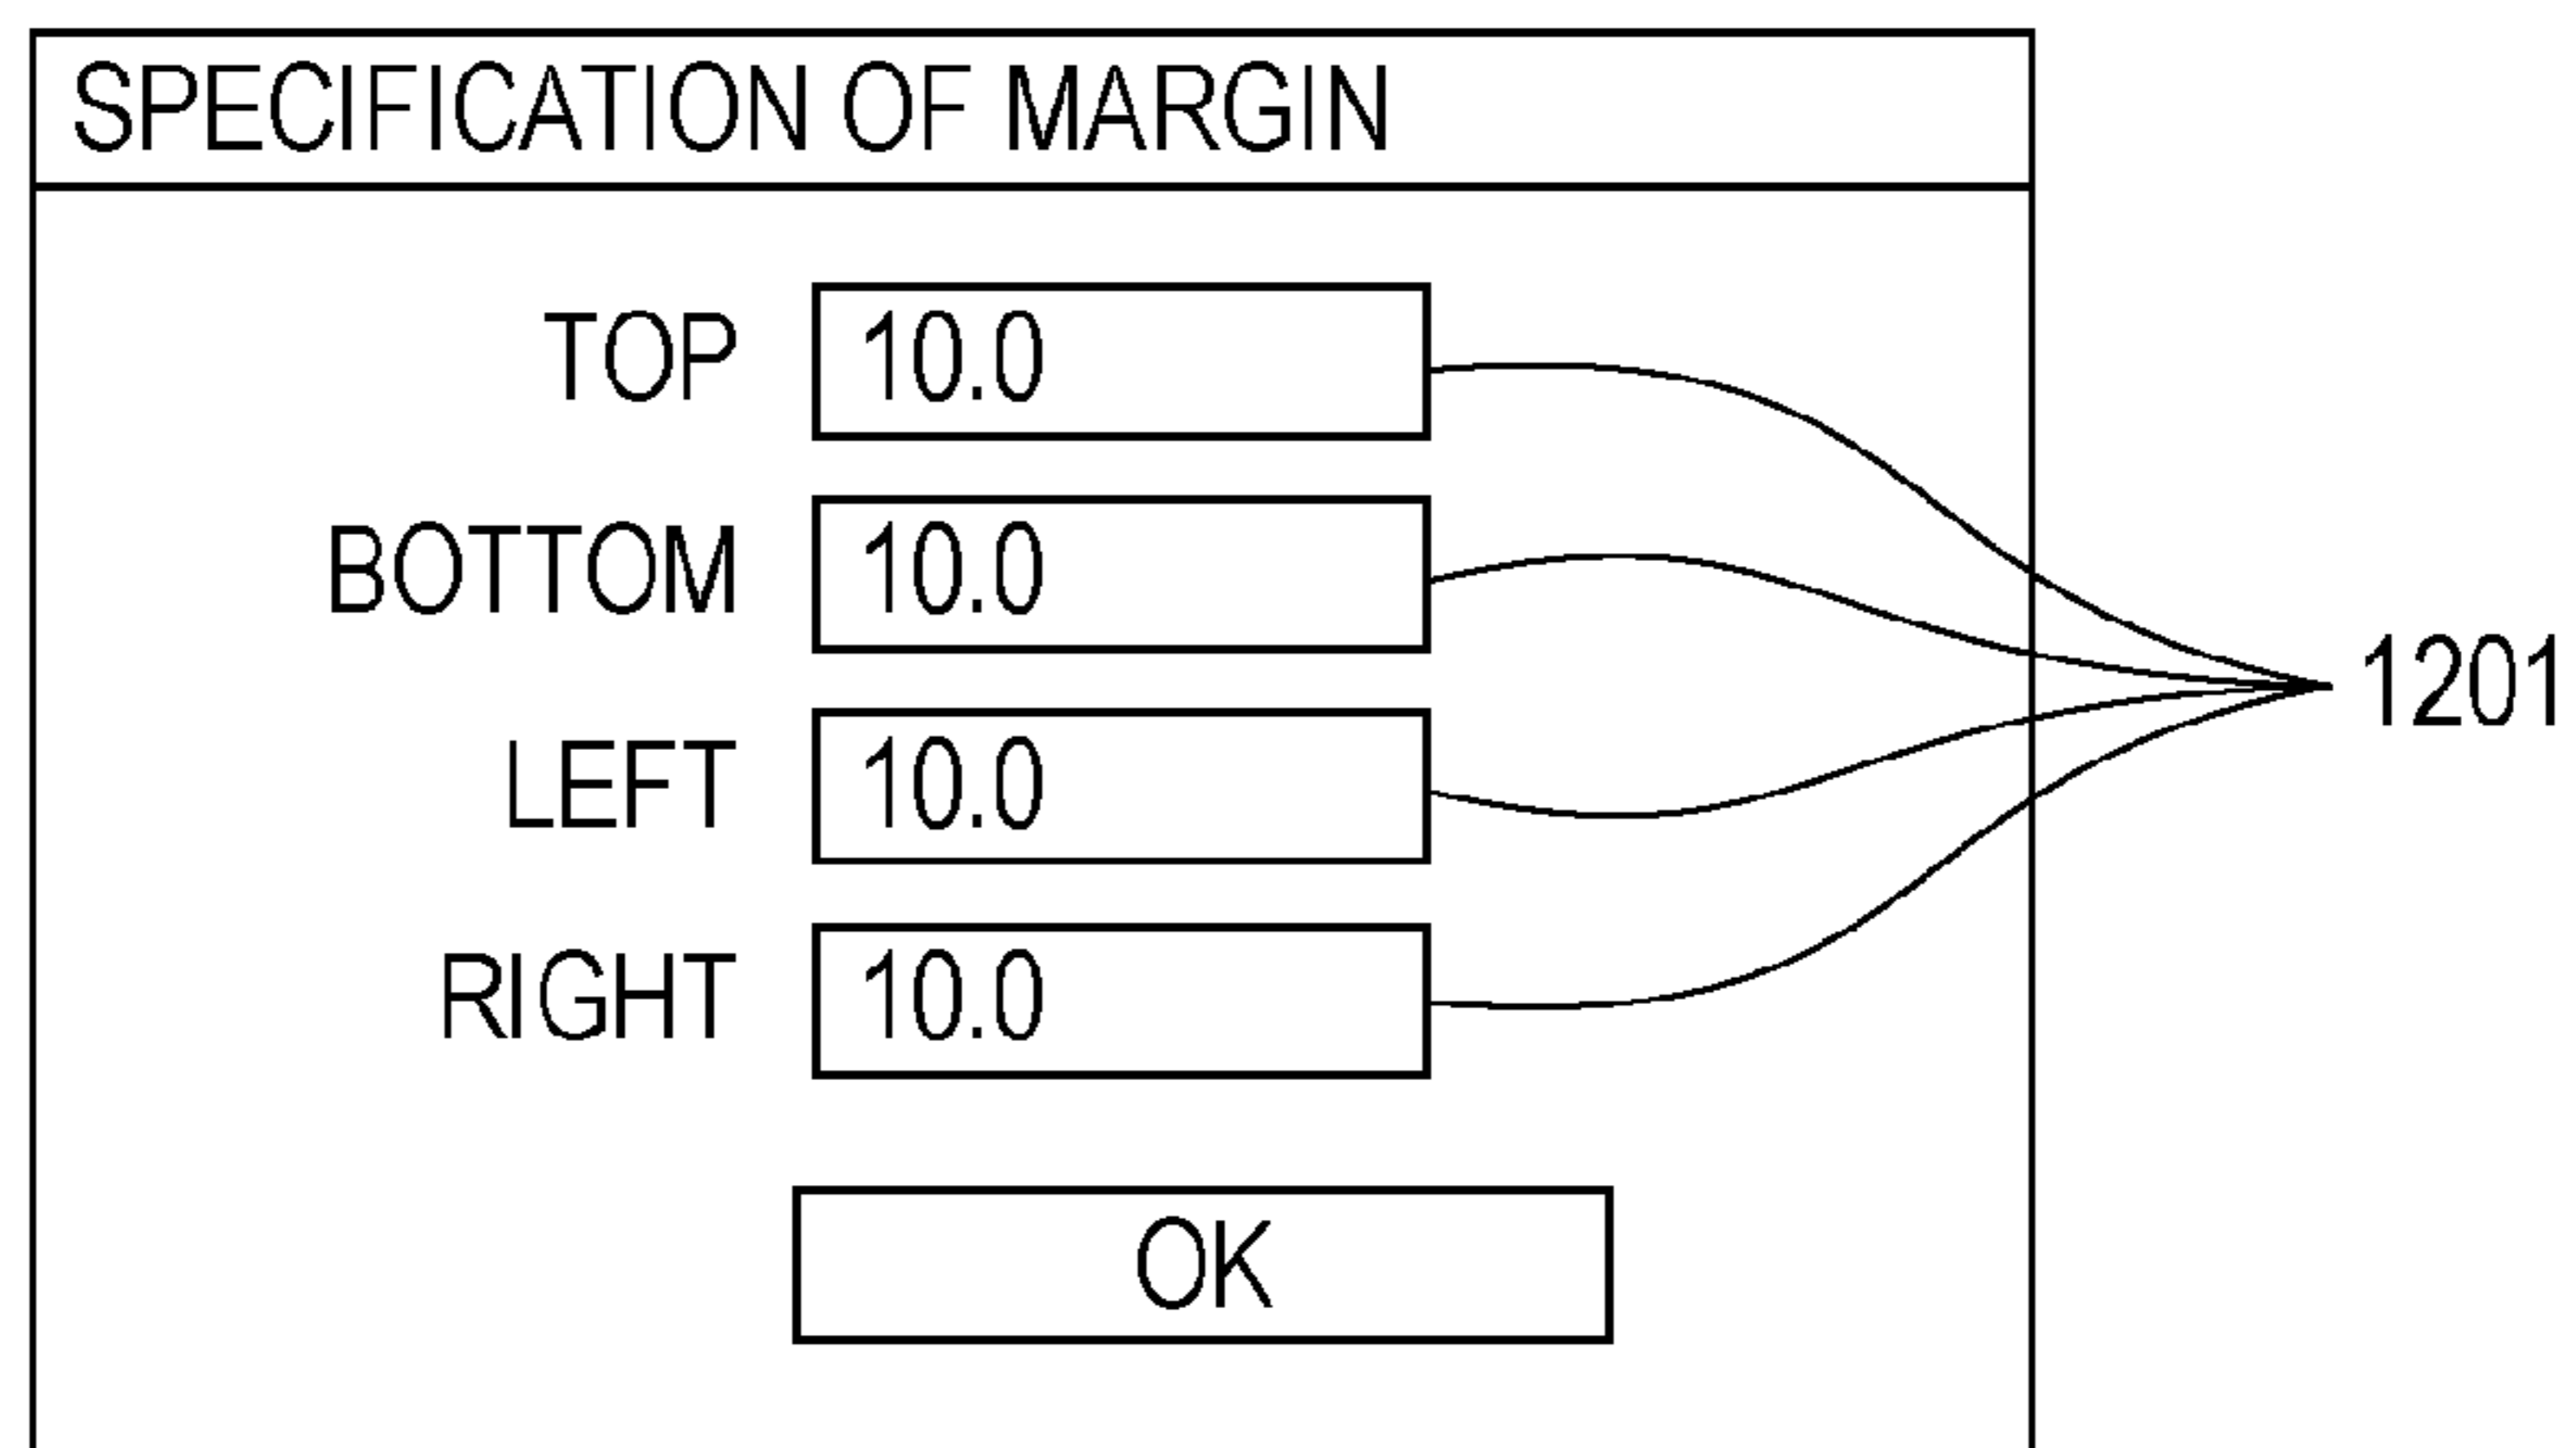 SPECIFICATION OF MARGIN
TOP 10.0
BOTTOM 10.0
1201
LEFT 10.0
RIGHT 10.0
OK